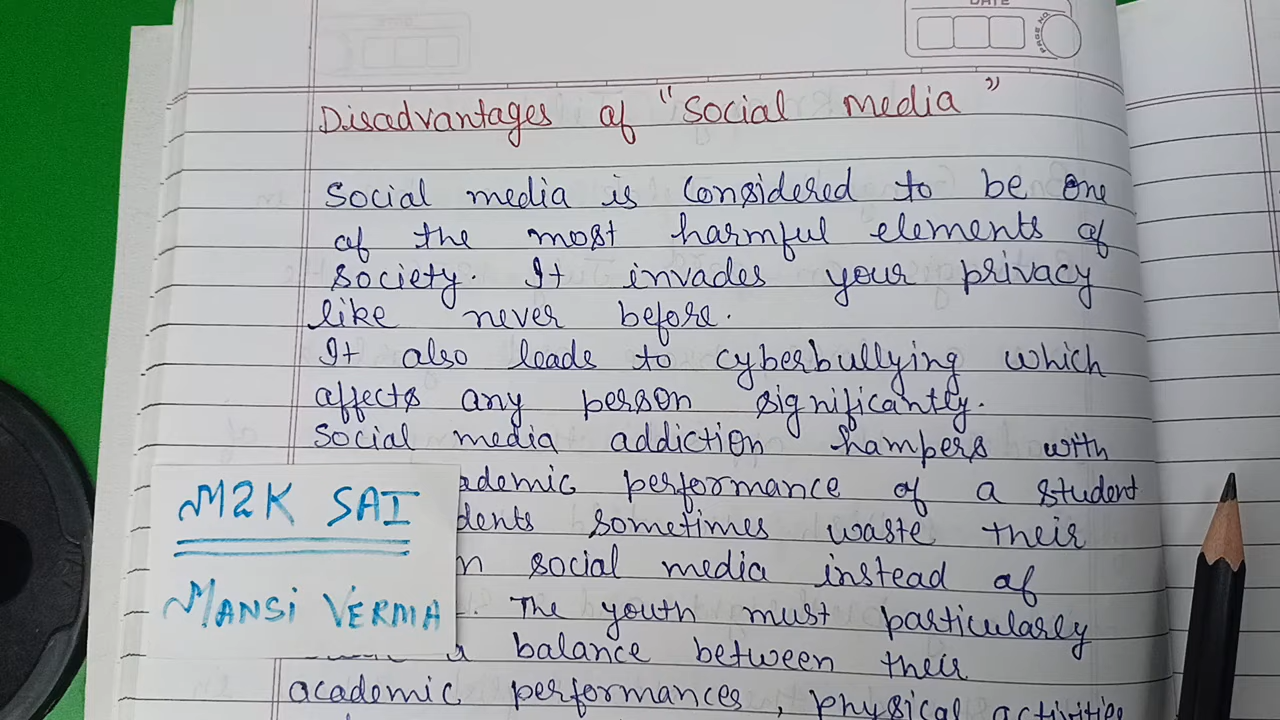 DATE
PAGE NO.
Disadvantages of "Social media"
Social media is considered to be one
of the most harmful elements of
society. It invades your privacy
like never before.
It also leads to cyberbullying which
affects any person significantly.
Social media addiction hampers with
ademic performance of a student
dents sometimes waste their
n social media instead of
. The youth must particularly
a balance between their
academic performances, physical activities
M2K SAI
MANSI VERMA